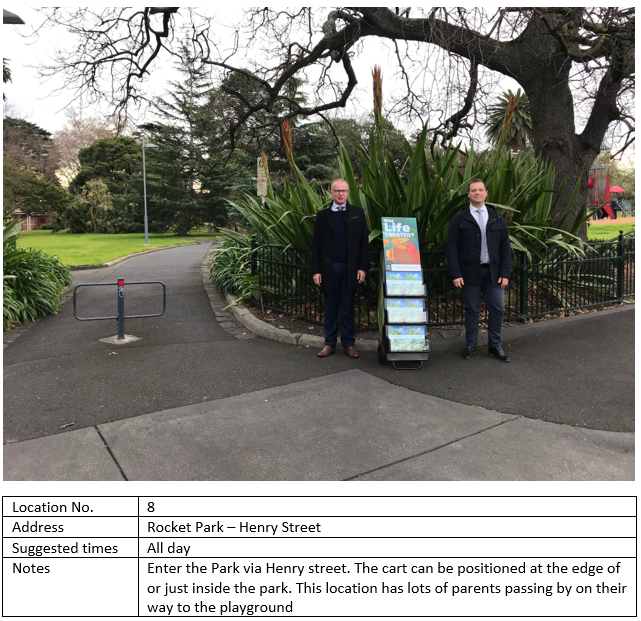 Was
Life
CREATED?
Location No. 8
Address Rocket Park – Henry Street
Suggested times All day
Notes Enter the Park via Henry street. The cart can be positioned at the edge of
or just inside the park. This location has lots of parents passing by on their
way to the playground